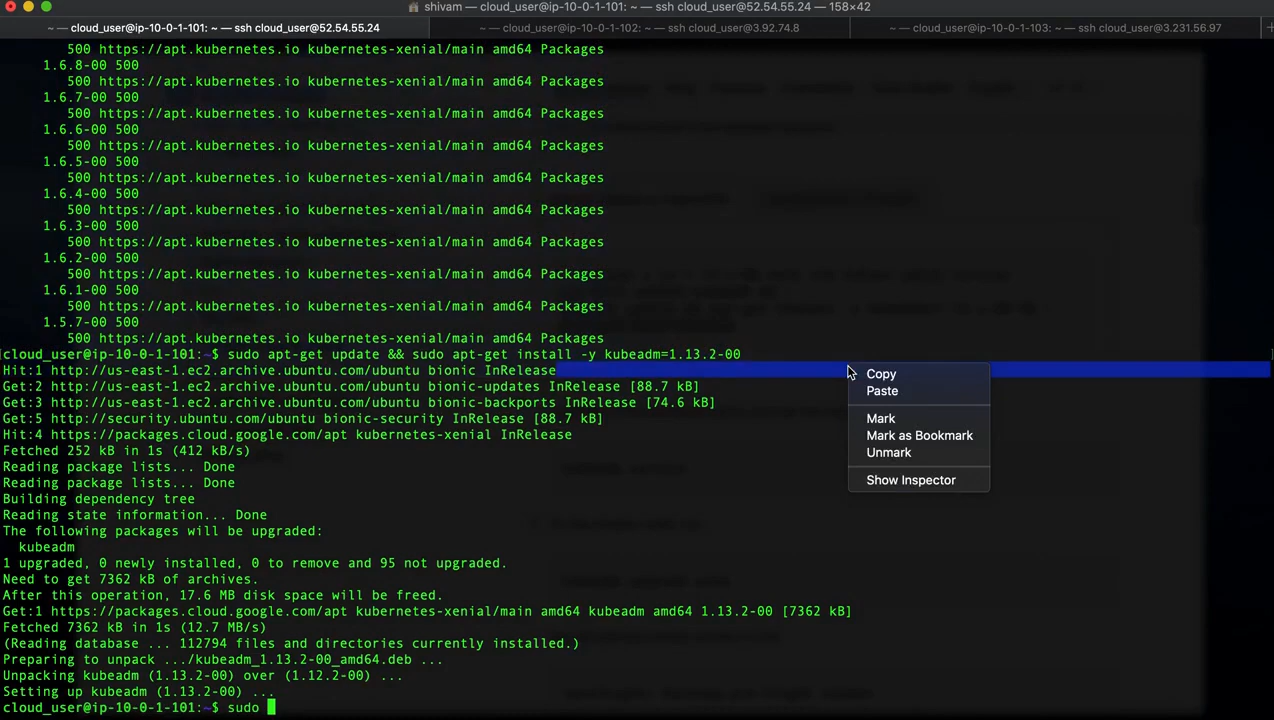 shivam — cloud_user@ip-10-0-1-101: ~ — ssh cloud_user@52.54.55.24 — 158×42
~ — cloud_user@ip-10-0-1-101: ~ — ssh cloud_user@52.54.55.24
~ — cloud_user@ip-10-0-1-102: ~ — ssh cloud_user@3.92.74.8
~ — cloud_user@ip-10-0-1-103: ~ — ssh cloud_user@3.231.56.97
500 https://apt.kubernetes.io kubernetes-xenial/main amd64 Packages
1.6.8-00 500
500 https://apt.kubernetes.io kubernetes-xenial/main amd64 Packages
1.6.7-00 500
500 https://apt.kubernetes.io kubernetes-xenial/main amd64 Packages
1.6.6-00 500
500 https://apt.kubernetes.io kubernetes-xenial/main amd64 Packages
1.6.5-00 500
500 https://apt.kubernetes.io kubernetes-xenial/main amd64 Packages
1.6.4-00 500
500 https://apt.kubernetes.io kubernetes-xenial/main amd64 Packages
1.6.3-00 500
500 https://apt.kubernetes.io kubernetes-xenial/main amd64 Packages
1.6.2-00 500
500 https://apt.kubernetes.io kubernetes-xenial/main amd64 Packages
1.6.1-00 500
500 https://apt.kubernetes.io kubernetes-xenial/main amd64 Packages
1.5.7-00 500
500 https://apt.kubernetes.io kubernetes-xenial/main amd64 Packages
[cloud_user@ip-10-0-1-101:~$ sudo apt-get update && sudo apt-get install -y kubeadm=1.13.2-00 ]
Hit:1 http://us-east-1.ec2.archive.ubuntu.com/ubuntu bionic InRelease
Get:2 http://us-east-1.ec2.archive.ubuntu.com/ubuntu bionic-updates InRelease [88.7 kB]
Get:3 http://us-east-1.ec2.archive.ubuntu.com/ubuntu bionic-backports InRelease [74.6 kB]
Get:5 http://security.ubuntu.com/ubuntu bionic-security InRelease [88.7 kB]
Hit:4 https://packages.cloud.google.com/apt kubernetes-xenial InRelease
Fetched 252 kB in 1s (412 kB/s)
Reading package lists... Done
Reading package lists... Done
Building dependency tree
Reading state information... Done
The following packages will be upgraded:
kubeadm
1 upgraded, 0 newly installed, 0 to remove and 95 not upgraded.
Need to get 7362 kB of archives.
After this operation, 17.6 MB disk space will be freed.
Get:1 https://packages.cloud.google.com/apt kubernetes-xenial/main amd64 kubeadm amd64 1.13.2-00 [7362 kB]
Fetched 7362 kB in 1s (12.7 MB/s)
(Reading database ... 112794 files and directories currently installed.)
Preparing to unpack .../kubeadm_1.13.2-00_amd64.deb ...
Unpacking kubeadm (1.13.2-00) over (1.12.2-00) ...
Setting up kubeadm (1.13.2-00) ...
cloud_user@ip-10-0-1-101:~$ sudo
Copy
Paste
Mark
Mark as Bookmark
Unmark
Show Inspector